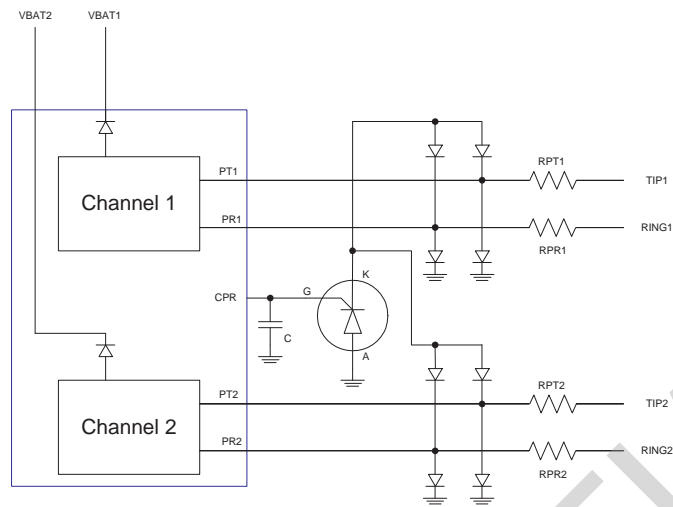 VBAT2 VBAT1
Channel 1
PT1
PR1
RPT1
TIP1
RPR1
RING1
CPR
G
K
A
C
Channel 2
PT2
PR2
RPT2
TIP2
RPR2
RING2